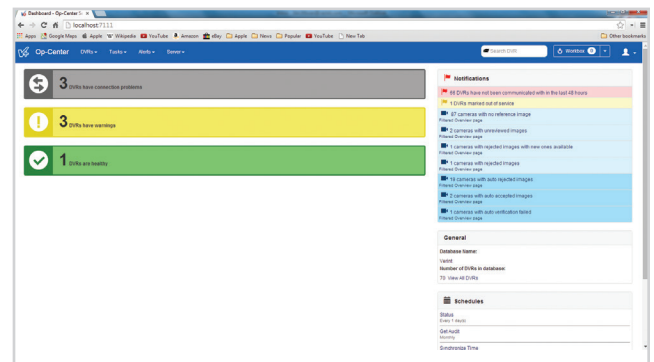 Dashboard - Op-Center S
localhost:7111
Apps Google Maps Apple Wikipedia YouTube Amazon eBay Apple News Popular YouTube New Tab Other bookmarks
Op-Center DVRs Tasks Alerts Server Search DVR Workbox 0
3 DVRs have connection problems
3 DVRs have warnings
1 DVRs are healthy
Notifications
DVRs have not been communicated with in the last 48 hours
1 DVRs marked out of service
87 cameras with no reference image
Filtered Overview page
2 cameras with unreviewed images
Filtered Overview page
1 cameras with rejected images with new ones available
Filtered Overview page
1 cameras with rejected images
Filtered Overview page
cameras with auto rejected images
Filtered Overview page
2 cameras with auto accepted images
Filtered Overview page
1 cameras with auto verification failed
Filtered Overview page
General
Database Name:
Number of DVRs in database:
70 View All DVRs
Schedules
Status
Every 1 day(s)
Get Audit
Monthly
Synchronize Time